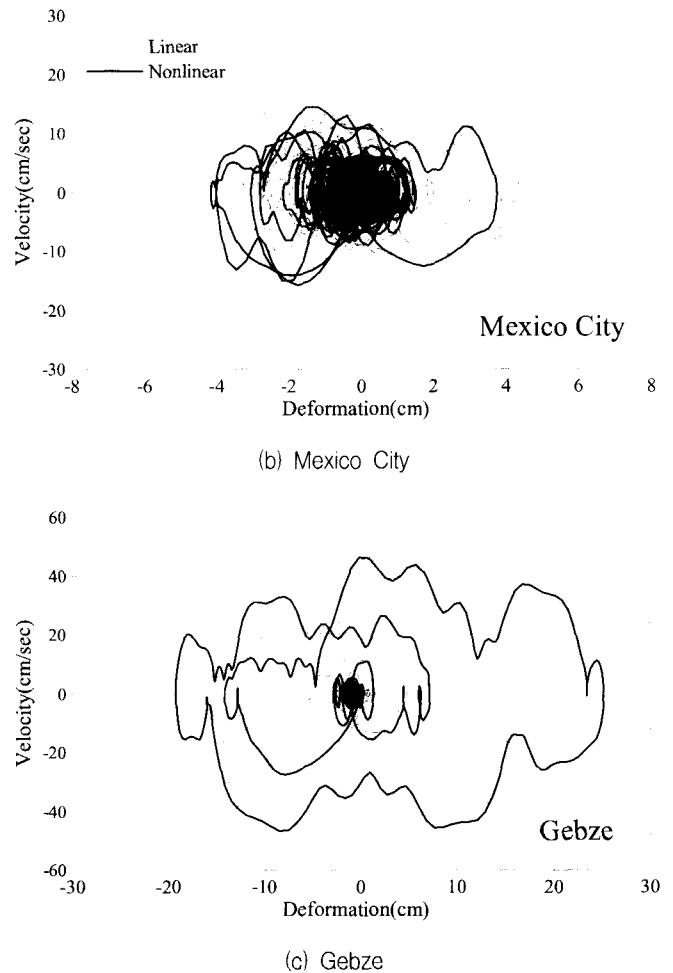 30
Linear
Nonlinear
20
10
0
-10
-20
-30
Velocity(cm/sec)
Mexico City
-8 -6 -4 -2 0 2 4 6 8
Deformation(cm)
(b) Mexico City
60
40
20
0
-20
-40
-60
Velocity(cm/sec)
Gebze
-30 -20 -10 0 10 20 30
Deformation(cm)
(c) Gebze